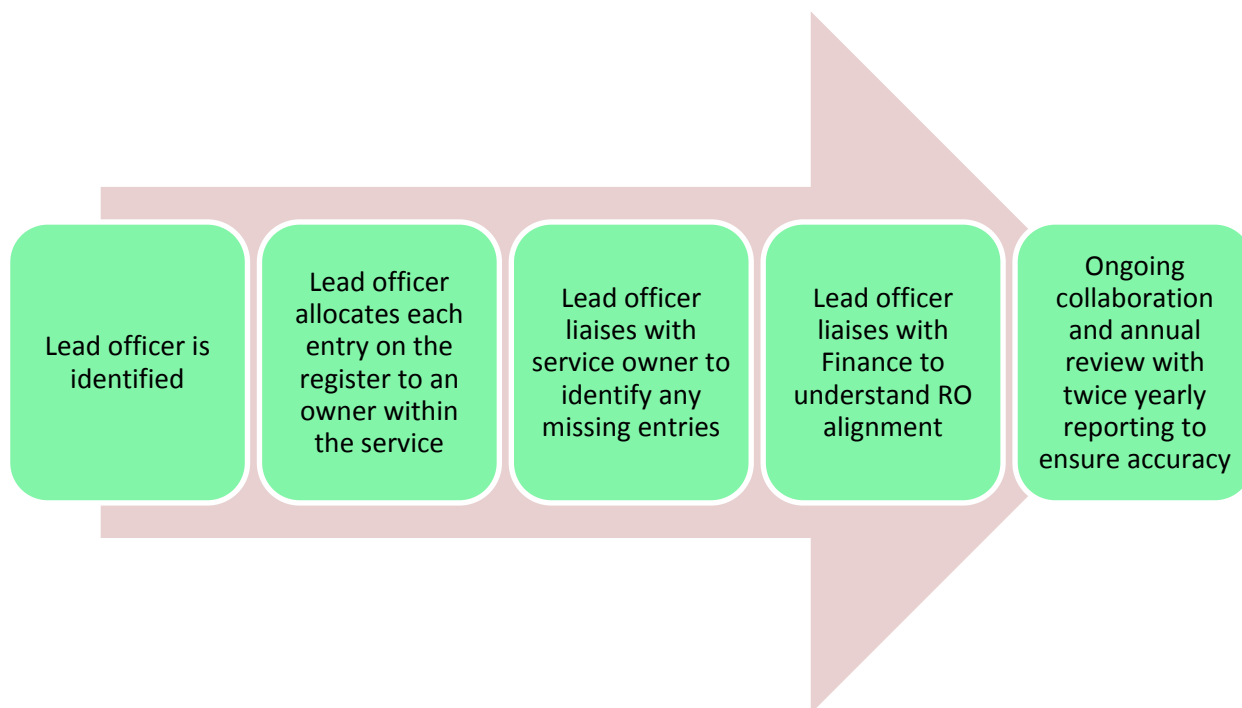 Lead officer is
identified
Lead officer
allocates each
entry on the
register to an
owner within
the service
Lead officer
liaises with
service owner to
identify any
missing entries
Lead officer
liaises with
Finance to
understand RO
alignment
Ongoing
collaboration
and annual
review with
twice yearly
reporting to
ensure accuracy